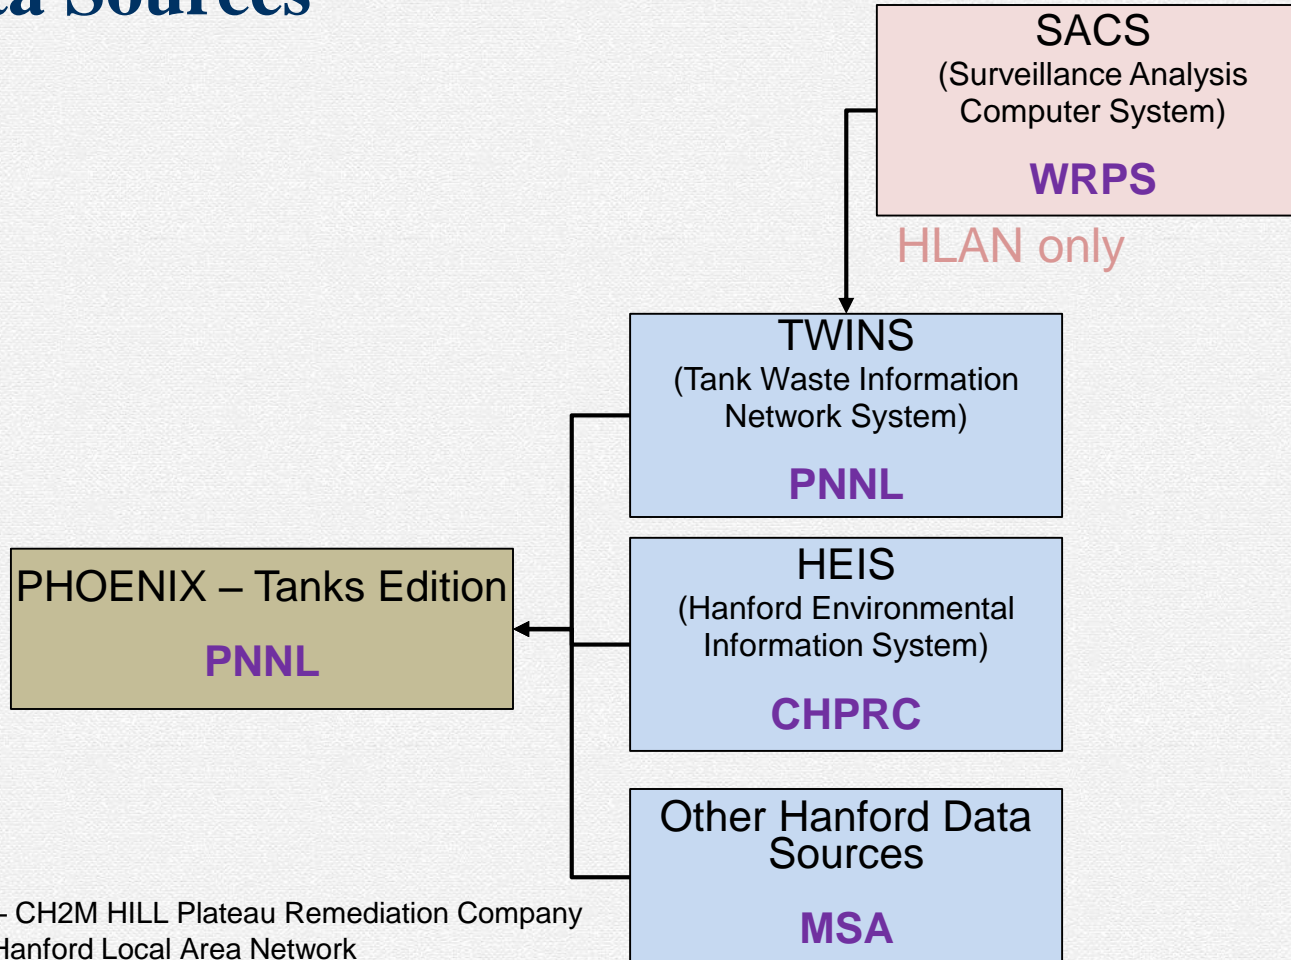 Sources
SACS
(Surveillance Analysis
Computer System)
WRPS
HLAN only
TWINS
(Tank Waste Information
Network System)
PNNL
PHOENIX – Tanks Edition
PNNL
HEIS
(Hanford Environmental
Information System)
CHPRC
Other Hanford Data
Sources
MSA
- CH2M HILL Plateau Remediation Company
Hanford Local Area Network